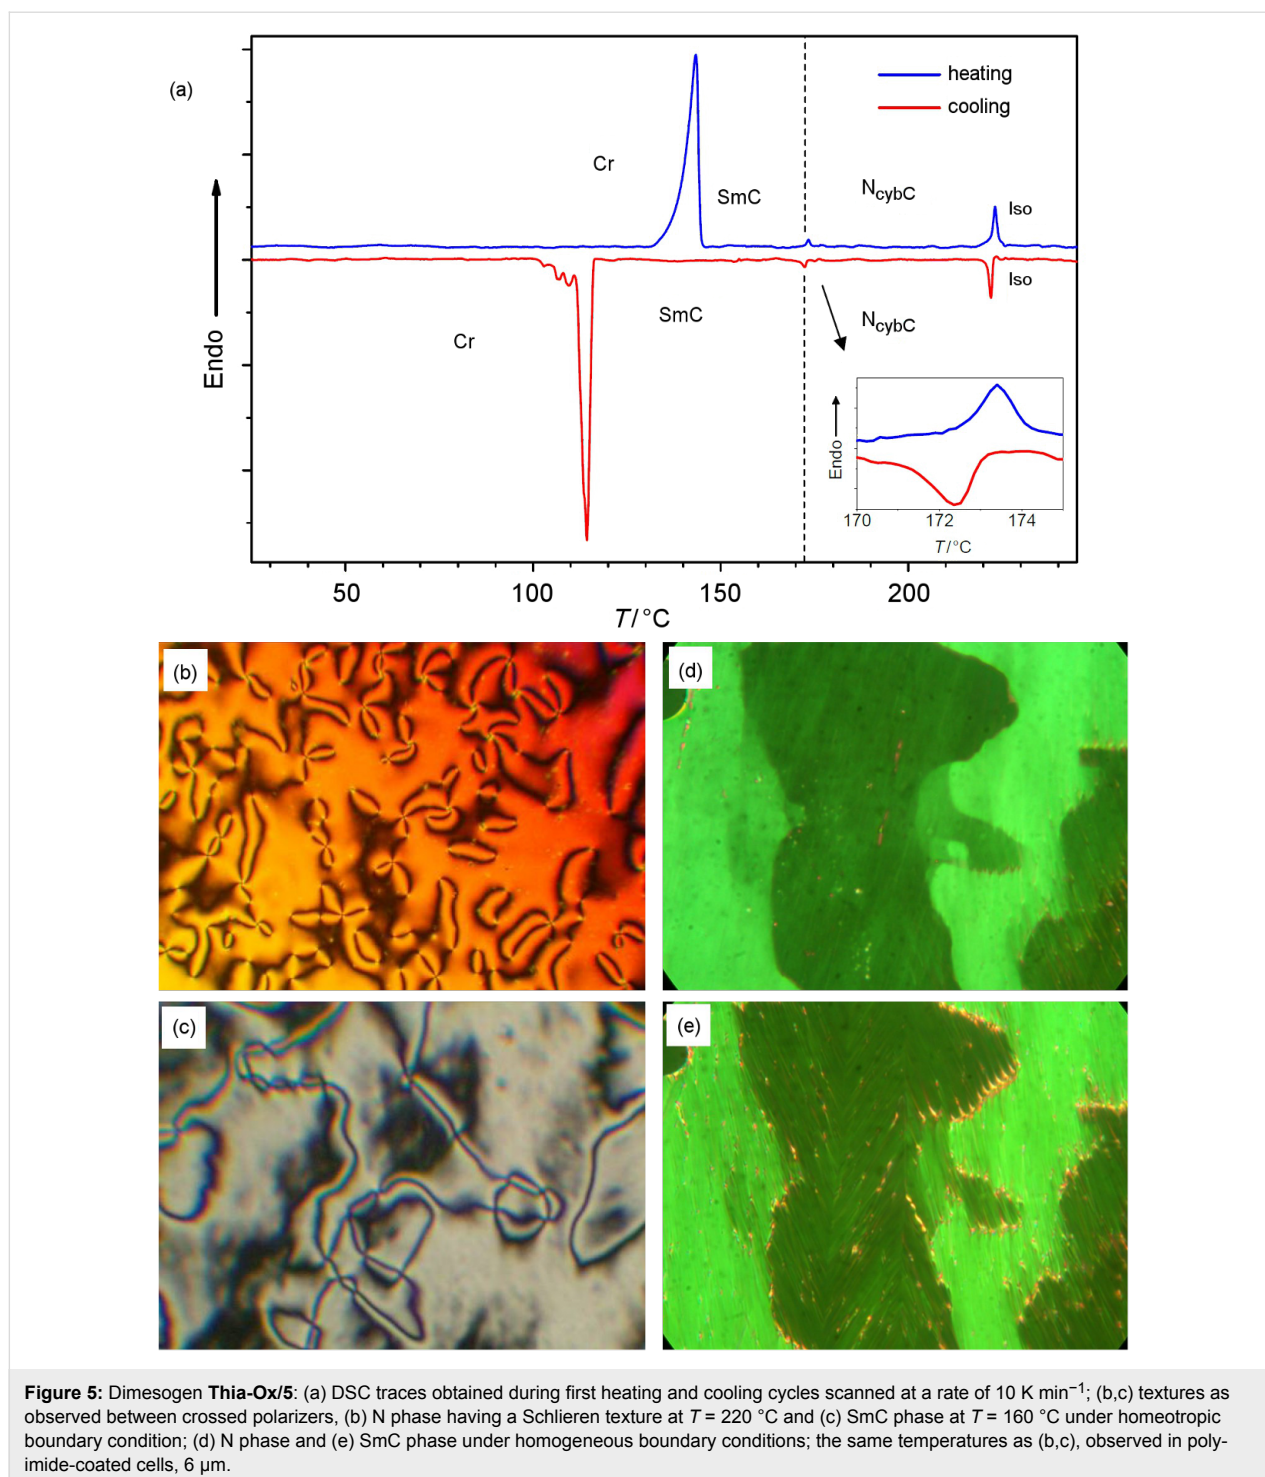 (a)
heating
cooling
Cr
SmC
NcybC
Iso
Iso
SmC
NcybC
Cr
Endo
Endo
170 172 174
T/°C
50 100 150 200
T/°C
(b)
(d)
(c)
(e)
Figure 5: Dimesogen Thia-Ox/5: (a) DSC traces obtained during first heating and cooling cycles scanned at a rate of 10 K min⁻¹; (b,c) textures as
observed between crossed polarizers, (b) N phase having a Schlieren texture at T = 220 °C and (c) SmC phase at T = 160 °C under homeotropic
boundary condition; (d) N phase and (e) SmC phase under homogeneous boundary conditions; the same temperatures as (b,c), observed in poly-
imide-coated cells, 6 μm.